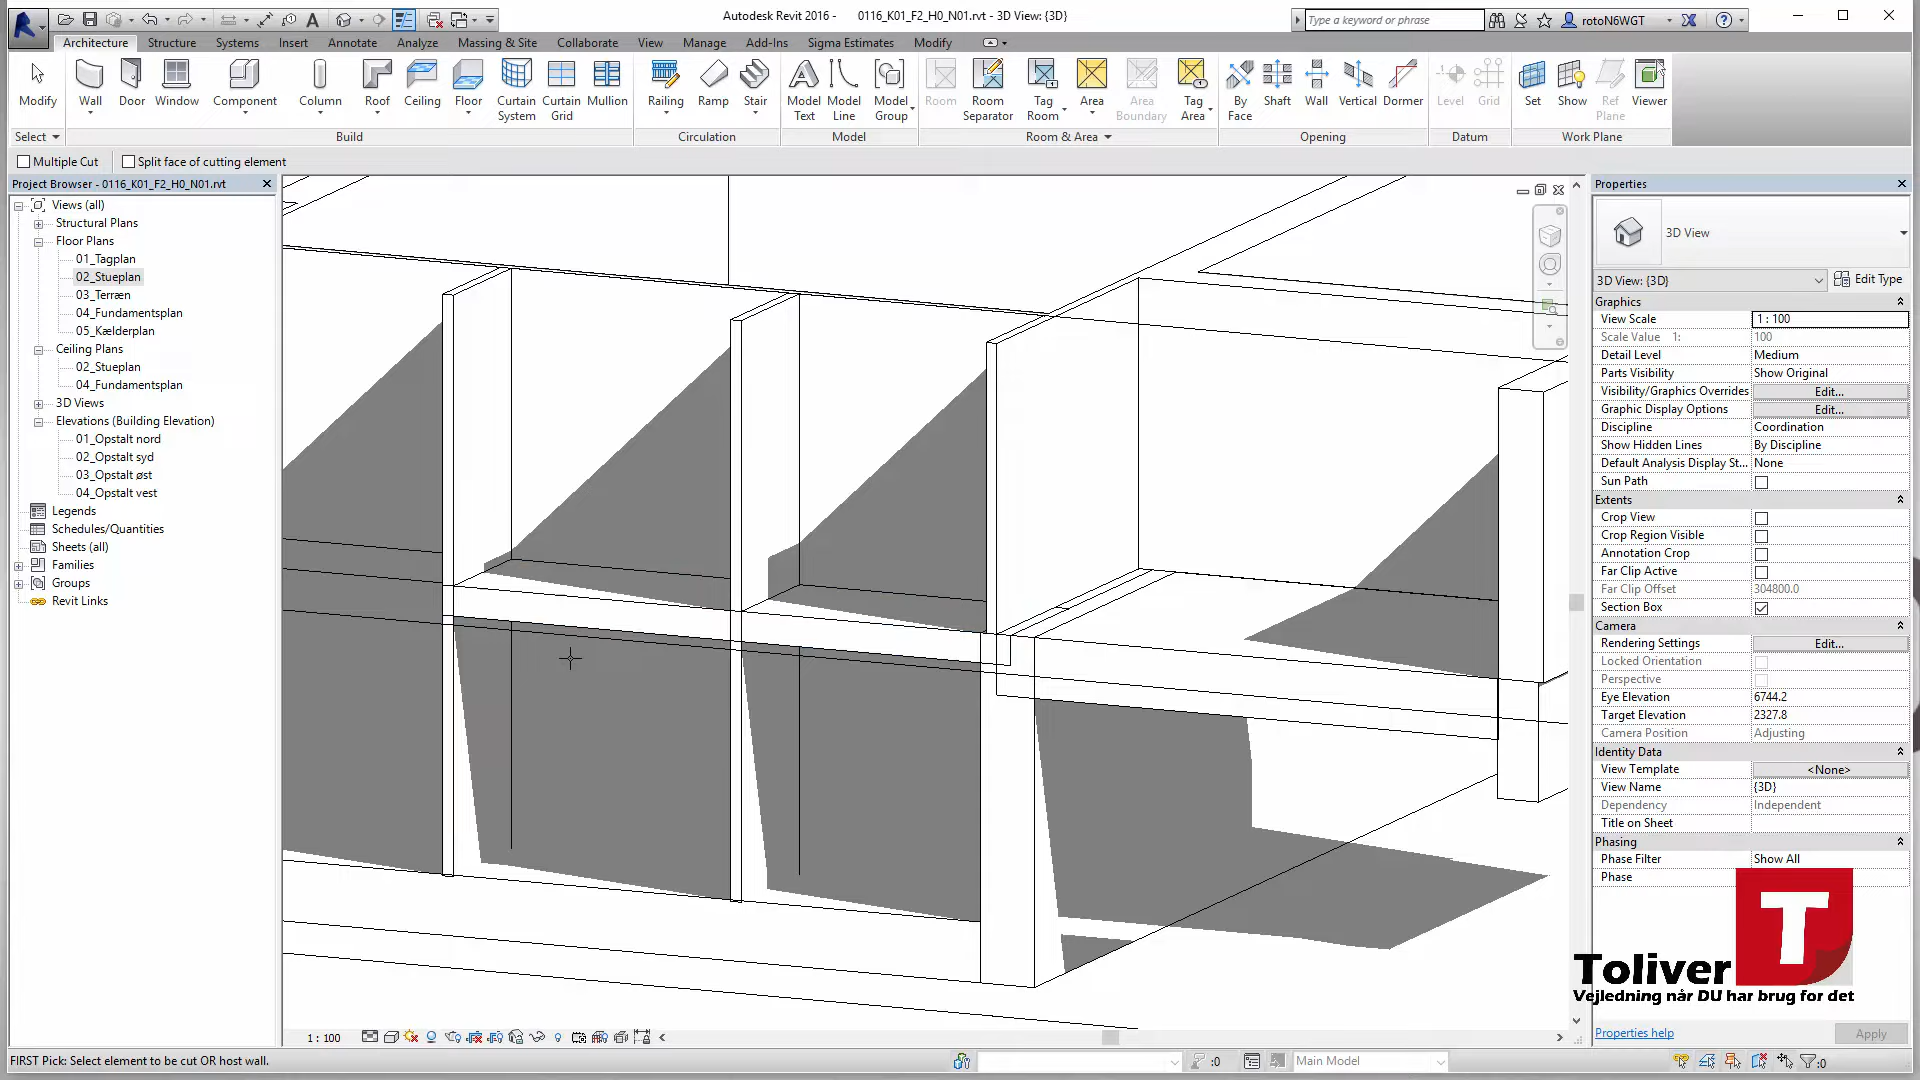 Autodesk Revit 2016 - 0116_K01_F2_H0_N01.rvt - 3D View: {3D}
Type a keyword or phrase
rotoN6WGT
Architecture Structure Systems Insert Annotate Analyze Massing & Site Collaborate View Manage Add-Ins Sigma Estimates Modify
Modify Wall Door Window Component Column Roof Ceiling Floor Curtain System Curtain Grid Mullion Railing Ramp Stair Model Text Model Line Model Group Room Room Separator Tag Room Area Area Boundary Tag Area By Face Shaft Wall Vertical Dormer Level Grid Set Show Ref Plane Viewer
Select Build Circulation Model Room & Area Opening Datum Work Plane
Multiple Cut Split face of cutting element
Project Browser - 0116_K01_F2_H0_N01.rvt
Views (all)
Structural Plans
Floor Plans
01_Tagplan
02_Stueplan
03_Terræn
04_Fundamentsplan
05_Kælderplan
Ceiling Plans
02_Stueplan
04_Fundamentsplan
3D Views
Elevations (Building Elevation)
01_Opstalt nord
02_Opstalt syd
03_Opstalt øst
04_Opstalt vest
Legends
Schedules/Quantities
Sheets (all)
Families
Groups
Revit Links
Properties
3D View
3D View: {3D} Edit Type
Graphics
View Scale 1 : 100
Scale Value 1: 100
Detail Level Medium
Parts Visibility Show Original
Visibility/Graphics Overrides Edit...
Graphic Display Options Edit...
Discipline Coordination
Show Hidden Lines By Discipline
Default Analysis Display St... None
Sun Path
Extents
Crop View
Crop Region Visible
Annotation Crop
Far Clip Active
Far Clip Offset 304800.0
Section Box
Camera
Rendering Settings Edit...
Locked Orientation
Perspective
Eye Elevation 6744.2
Target Elevation 2327.8
Camera Position Adjusting
Identity Data
View Template <None>
View Name {3D}
Dependency Independent
Title on Sheet
Phasing
Phase Filter Show All
Phase
T
Toliver
Vejledning når DU har brug for det
Properties help Apply
1 : 100
FIRST Pick: Select element to be cut OR host wall.
:0
Main Model
:0